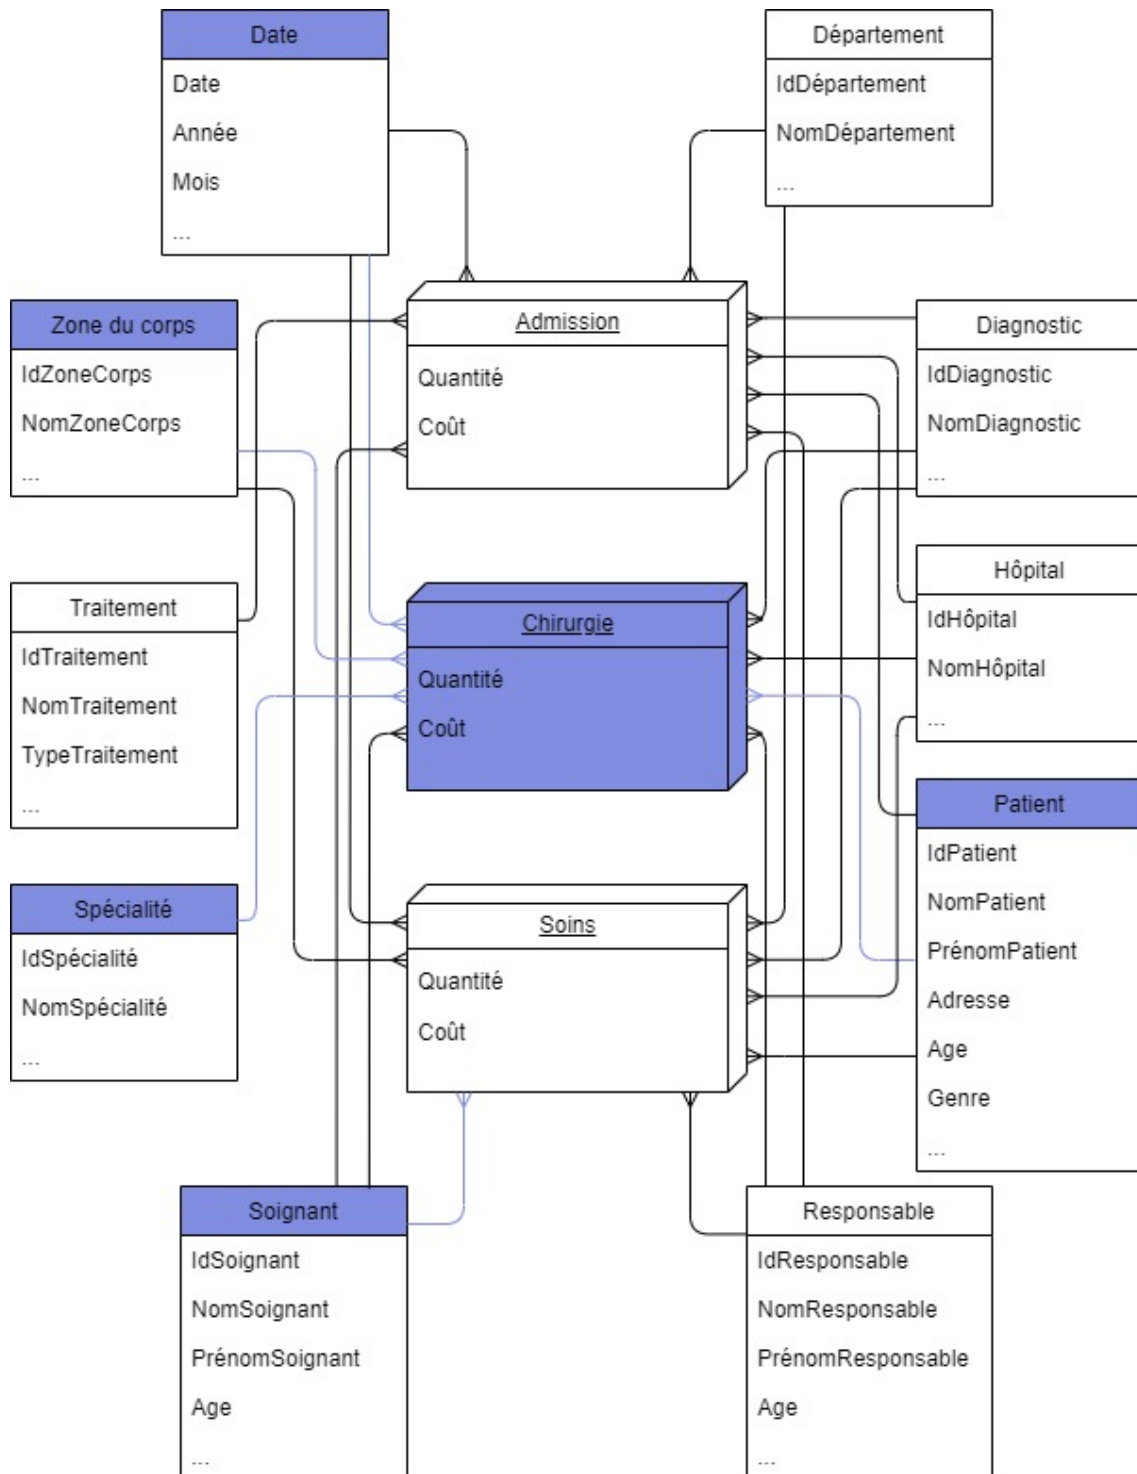 Date
Date
Année
Mois
...
Département
IdDépartement
NomDépartement
...
Zone du corps
IdZoneCorps
NomZoneCorps
...
Admission
Quantité
Coût
Diagnostic
IdDiagnostic
NomDiagnostic
...
Traitement
IdTraitement
NomTraitement
TypeTraitement
...
Chirurgie
Quantité
Coût
Hôpital
IdHôpital
NomHôpital
...
Patient
IdPatient
NomPatient
PrénomPatient
Adresse
Age
Genre
...
Spécialité
IdSpécialité
NomSpécialité
...
Soins
Quantité
Coût
Soignant
IdSoignant
NomSoignant
PrénomSoignant
Age
...
Responsable
IdResponsable
NomResponsable
PrénomResponsable
Age
...